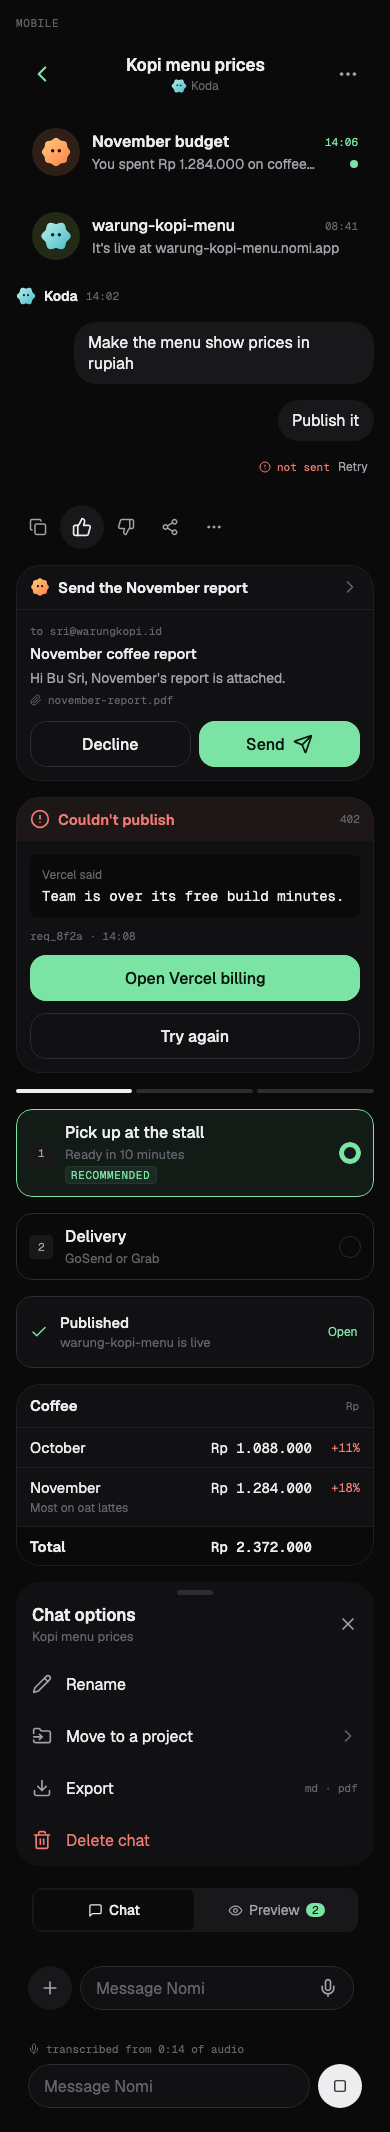 MOBILE
Kopi menu prices
Koda
November budget
14:06
You spent Rp 1.284.000 on coffee…
warung-kopi-menu
08:41
It's live at warung-kopi-menu.nomi.app
Koda 14:02
Make the menu show prices in
rupiah
Publish it
not sent Retry
Send the November report
to sri@warungkopi.id
November coffee report
Hi Bu Sri, November's report is attached.
november-report.pdf
Decline
Send
Couldn't publish
402
Vercel said
Team is over its free build minutes.
req_8f2a · 14:08
Open Vercel billing
Try again
1
Pick up at the stall
Ready in 10 minutes
RECOMMENDED
2
Delivery
GoSend or Grab
Published
warung-kopi-menu is live
Open
Coffee Rp
October Rp 1.088.000 +11%
November Rp 1.284.000 +18%
Most on oat lattes
Total Rp 2.372.000
Chat options
Kopi menu prices
Rename
Move to a project
Export md · pdf
Delete chat
Chat Preview 2
Message Nomi
transcribed from 0:14 of audio
Message Nomi